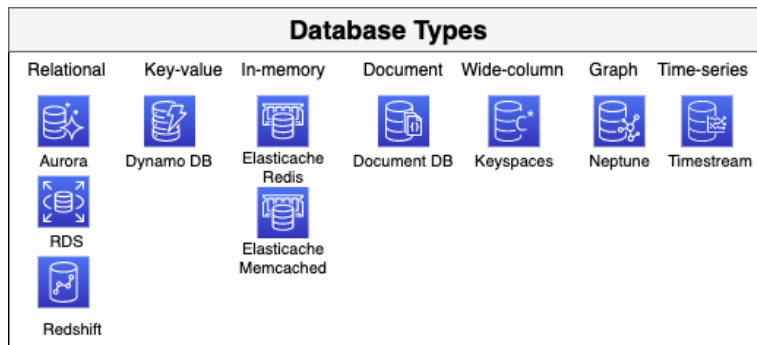 Database Types
Relational
Key-value
In-memory
Document
Wide-column
Graph
Time-series
Aurora
Dynamo DB
Elasticache
Redis
Document DB
Keyspaces
Neptune
Timestream
RDS
Elasticache
Memcached
Redshift